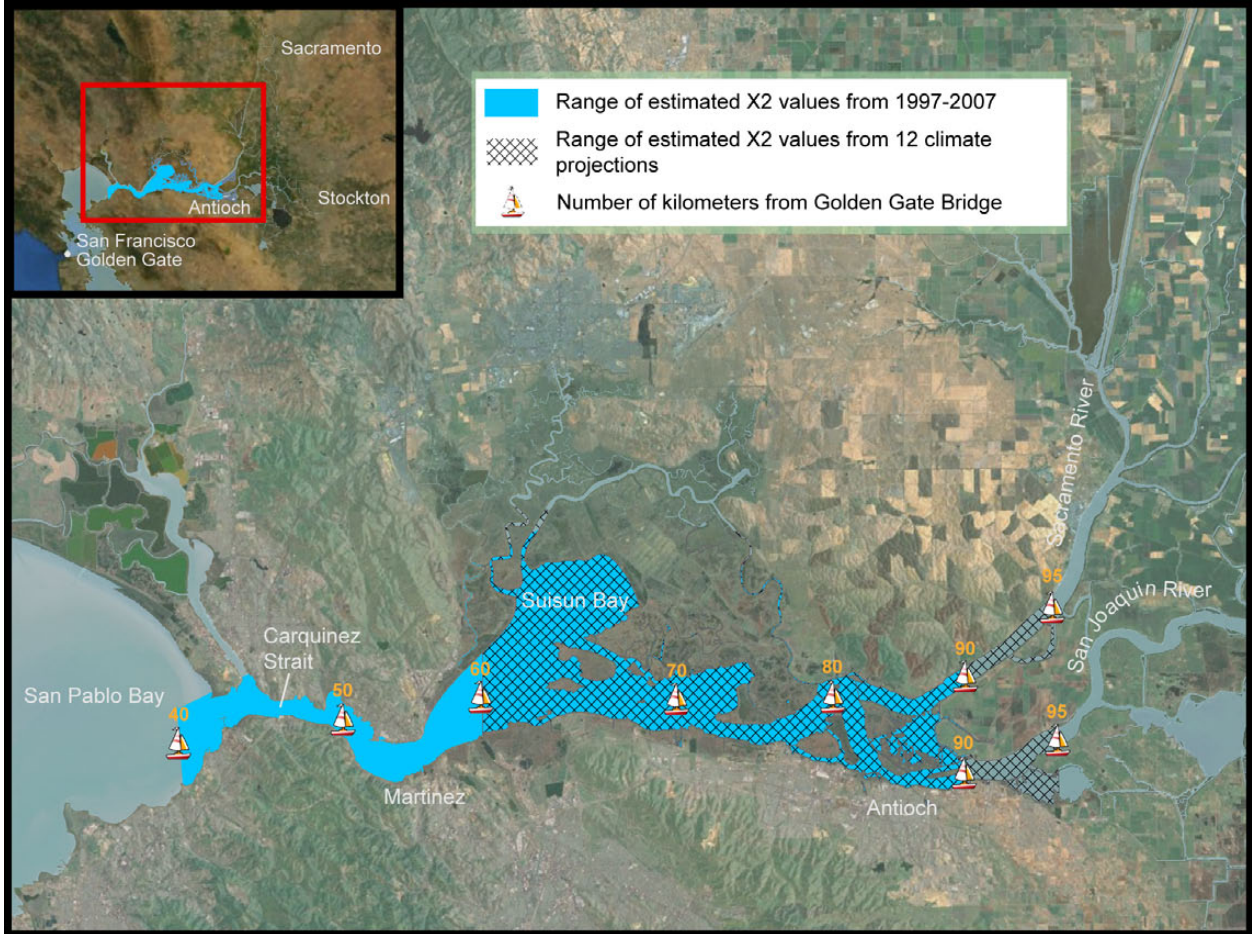 Sacramento
Stockton
Antioch
San Francisco
Golden Gate
Range of estimated X2 values from 1997-2007
Range of estimated X2 values from 12 climate
projections
Number of kilometers from Golden Gate Bridge
Sacramento River
San Joaquin River
95
Suisun Bay
Carquinez
Strait
San Pablo Bay
40
50
60
70
80
90
95
90
Martinez
Antioch